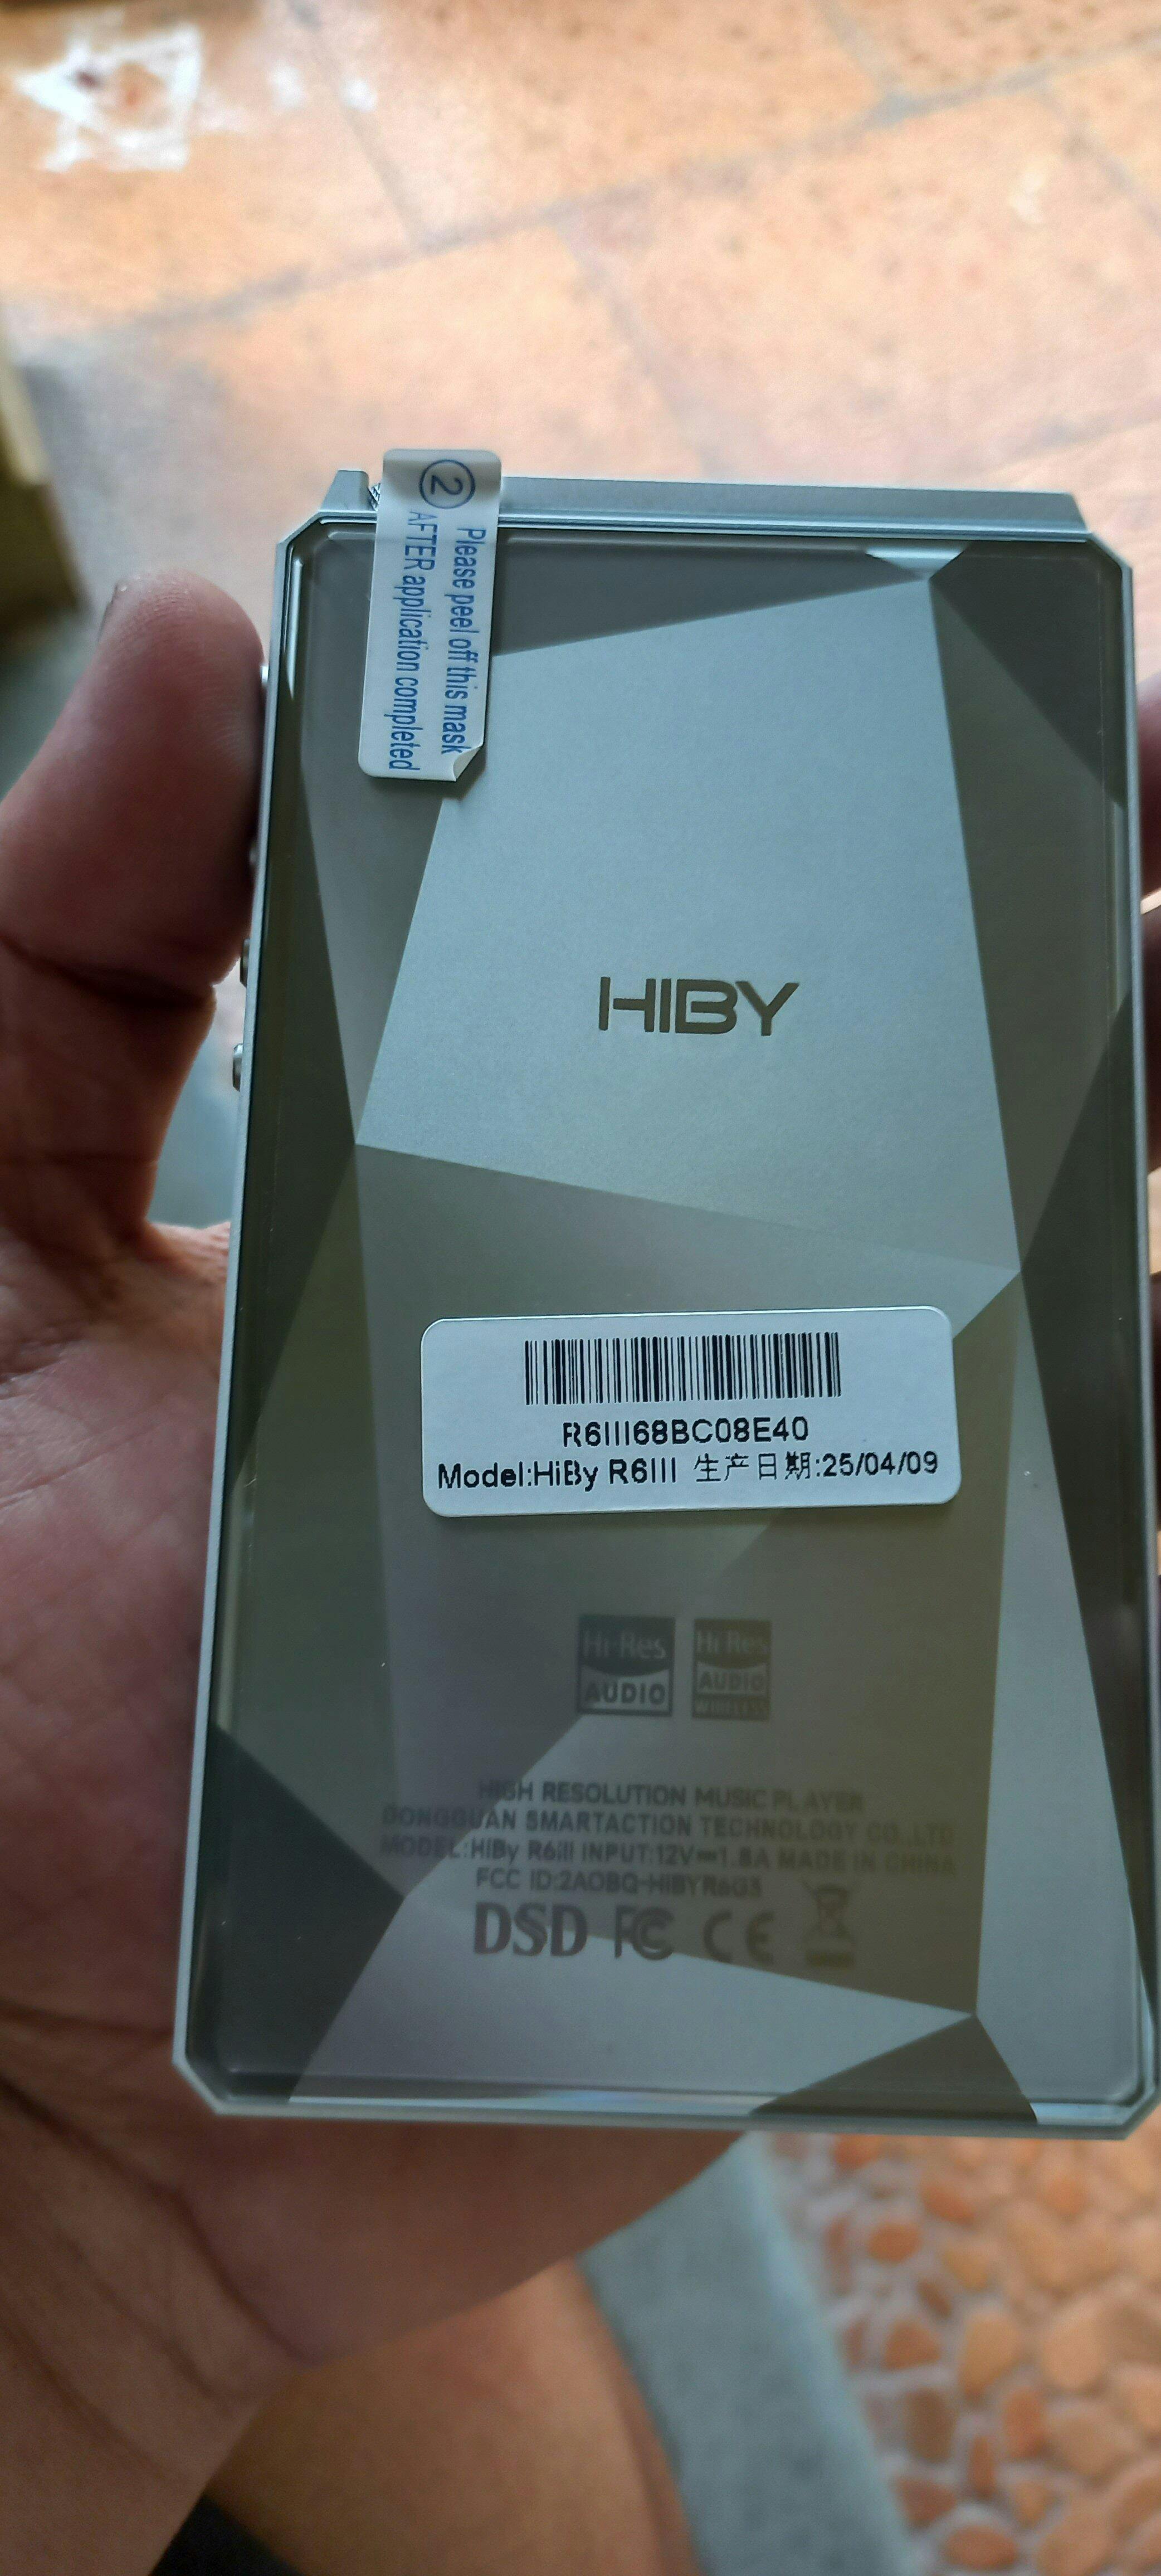 ② Please peel off this mask
AFTER application completed
HIBY
R6III68BC08E40
Model:HiBy R6III 生产日期:25/04/09
Hi-Res
AUDIO
Hi-Res
AUDIO
WIRELESS
HIGH RESOLUTION MUSIC PLAYER
DONGGUAN SMARTACTION TECHNOLOGY CO.,LTD
MODEL:HIBy R6III INPUT:12V⎓1.8A MADE IN CHINA
FCC ID:2AOBQ-HIBYR6G3
DSD FC CE